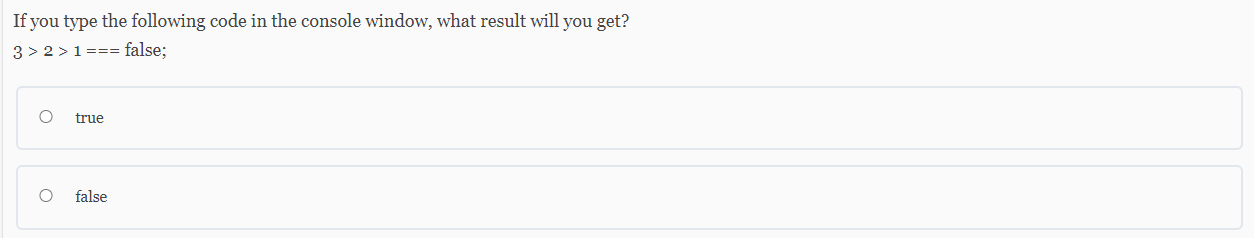 If you type the following code in the console window, what result will you get?
3 > 2 > 1 === false;
true
false